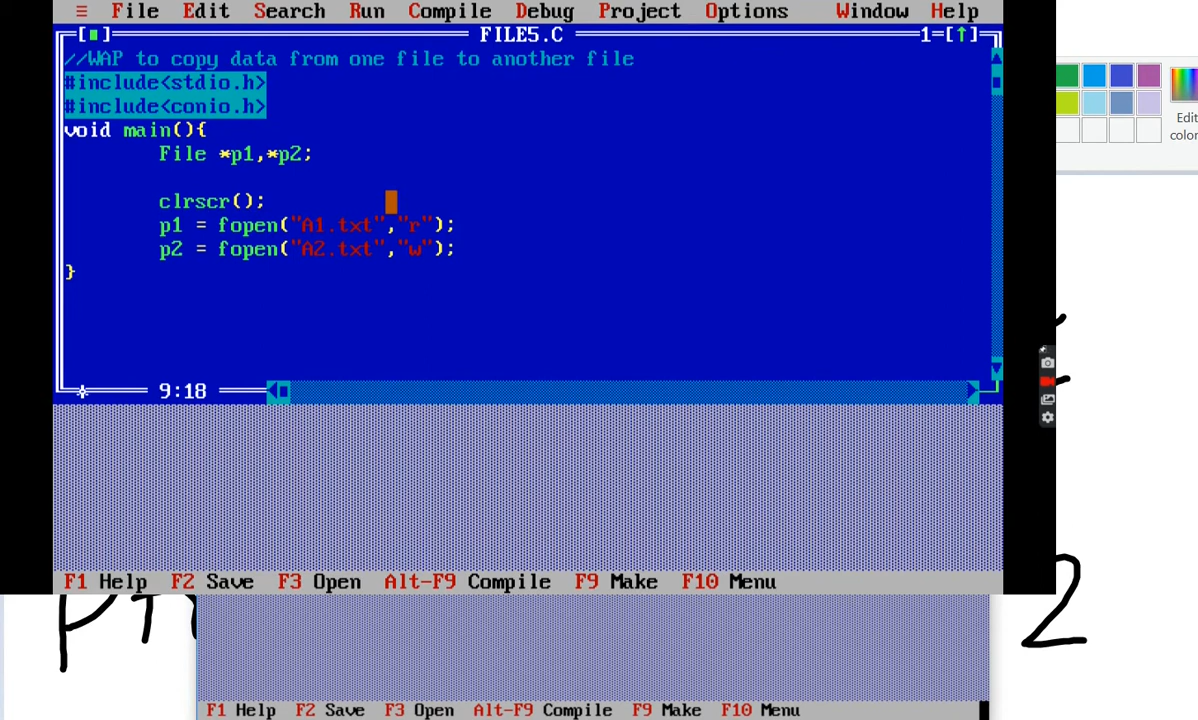 ≡ File Edit Search Run Compile Debug Project Options Window Help
[■] FILE5.C 1=[↑]
//WAP to copy data from one file to another file
#include<stdio.h>
#include<conio.h>
void main(){
File *p1,*p2;
clrscr();
p1 = fopen("A1.txt","r");
p2 = fopen("A2.txt","w");
}
9:18
F1 Help F2 Save F3 Open Alt-F9 Compile F9 Make F10 Menu
2
F1 Help F2 Save F3 Open Alt-F9 Compile F9 Make F10 Menu
Edit
color